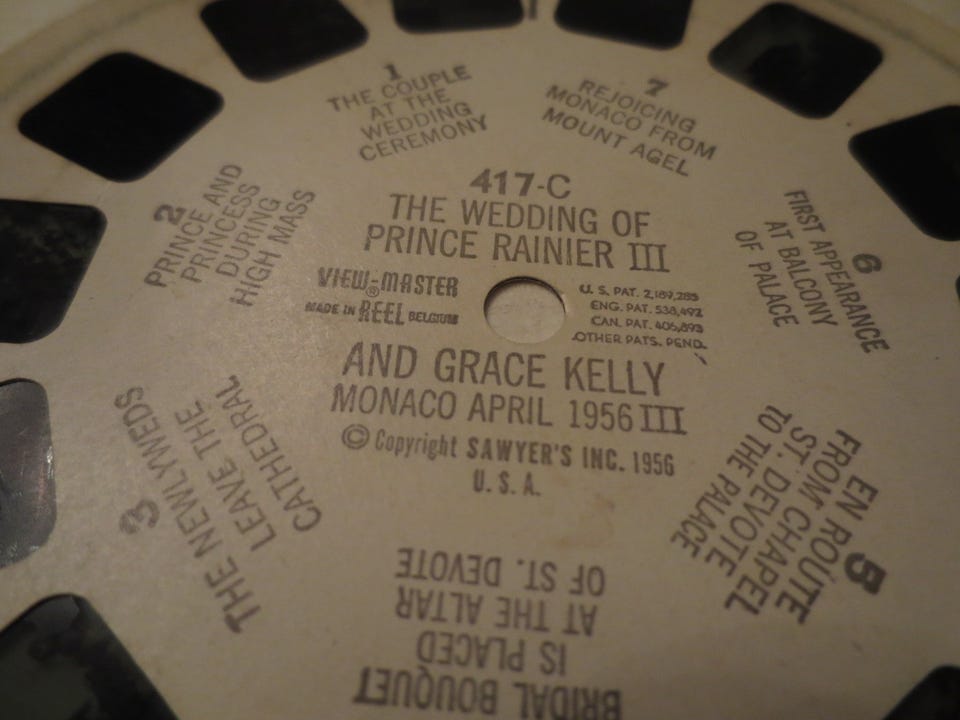 417-C
THE WEDDING OF
PRINCE RAINIER III
VIEW-MASTER
®
MADE IN REEL BELGIUM
U.S. PAT. 2,189,285
ENG. PAT. 538,492
CAN. PAT. 406,893
OTHER PATS. PEND.
AND GRACE KELLY
MONACO APRIL 1956 III
© Copyright SAWYER'S INC. 1956
U.S.A.
1
THE COUPLE
AT THE
WEDDING
CEREMONY
2
PRINCE AND
PRINCESS
DURING
HIGH MASS
3
THE NEWLYWEDS
LEAVE THE
CATHEDRAL
BRIDAL BOUQUET
IS PLACED
AT THE ALTAR
OF ST. DEVOTE
5
EN ROUTE
FROM CHAPEL
ST. DEVOTE
TO THE PALACE
6
FIRST APPEARANCE
AT BALCONY
OF PALACE
7
REJOICING
MONACO FROM
MOUNT AGEL